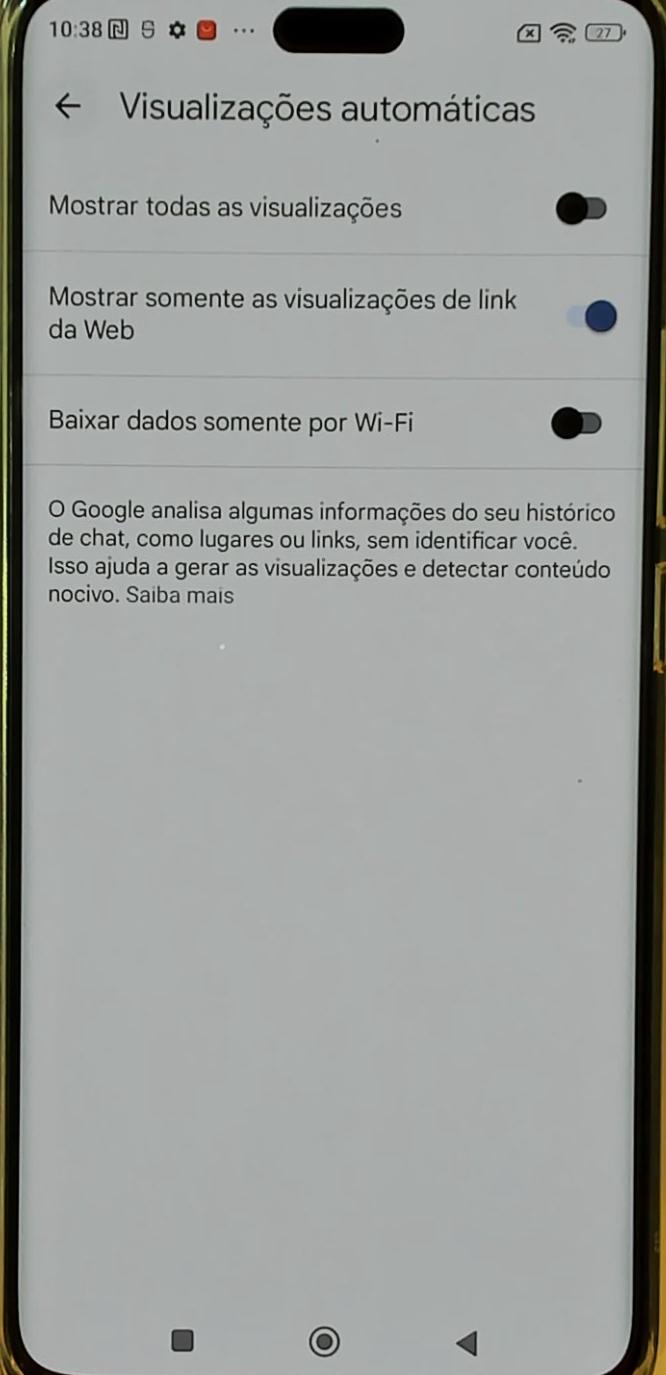 10:38
27
Visualizações automáticas
Mostrar todas as visualizações
Mostrar somente as visualizações de link
da Web
Baixar dados somente por Wi-Fi
O Google analisa algumas informações do seu histórico
de chat, como lugares ou links, sem identificar você.
Isso ajuda a gerar as visualizações e detectar conteúdo
nocivo. Saiba mais